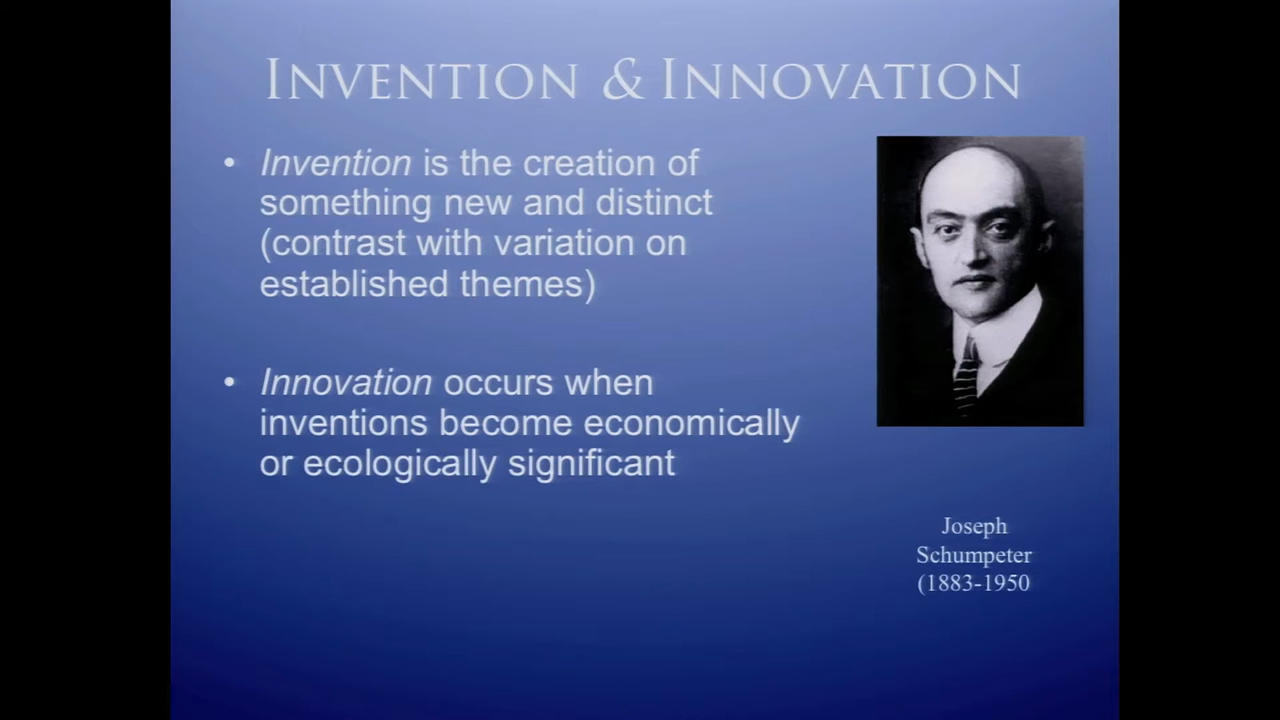 INVENTION & INNOVATION
• Invention is the creation of
something new and distinct
(contrast with variation on
established themes)
• Innovation occurs when
inventions become economically
or ecologically significant
Joseph
Schumpeter
(1883-1950